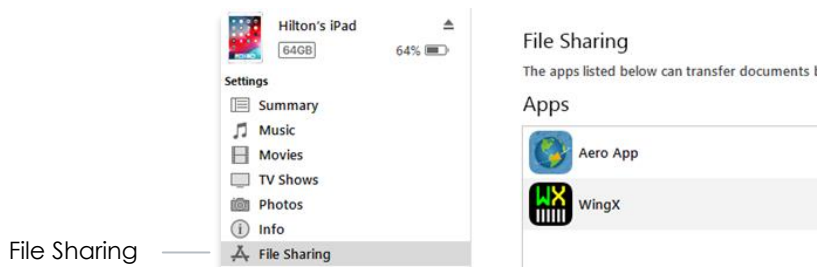 Hilton's iPad
64GB 64%
Settings
Summary
Music
Movies
TV Shows
Photos
Info
File Sharing
File Sharing
File Sharing
The apps listed below can transfer documents
Apps
Aero App
WX
WingX